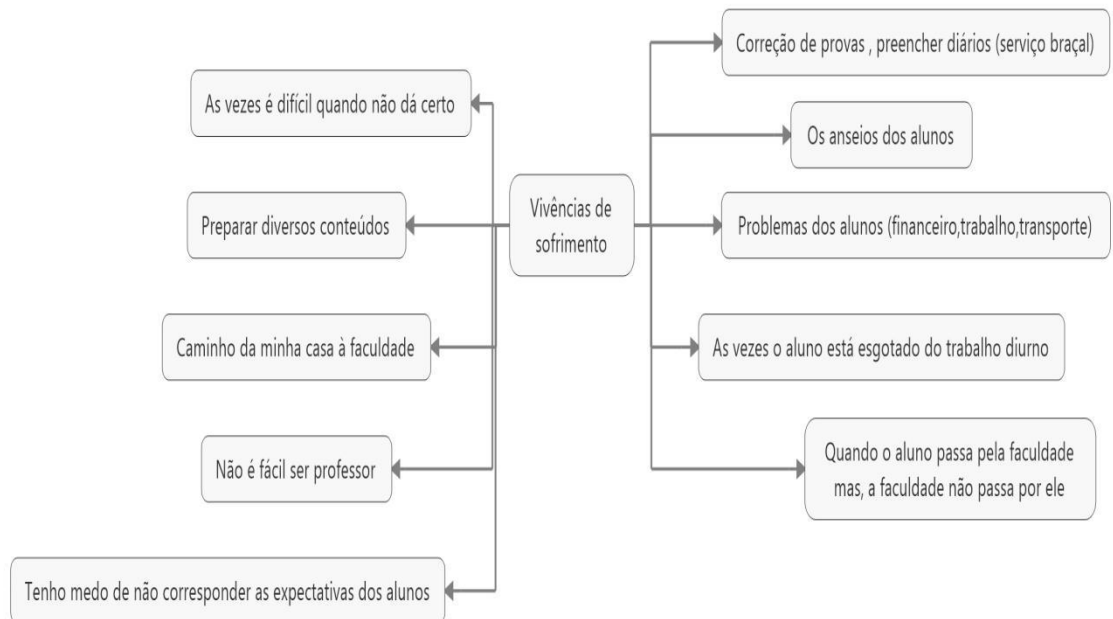 Vivências de
sofrimento
As vezes é difícil quando não dá certo
Preparar diversos conteúdos
Caminho da minha casa à faculdade
Não é fácil ser professor
Tenho medo de não corresponder as expectativas dos alunos
Correção de provas , preencher diários (serviço braçal)
Os anseios dos alunos
Problemas dos alunos (financeiro,trabalho,transporte)
As vezes o aluno está esgotado do trabalho diurno
Quando o aluno passa pela faculdade
mas, a faculdade não passa por ele